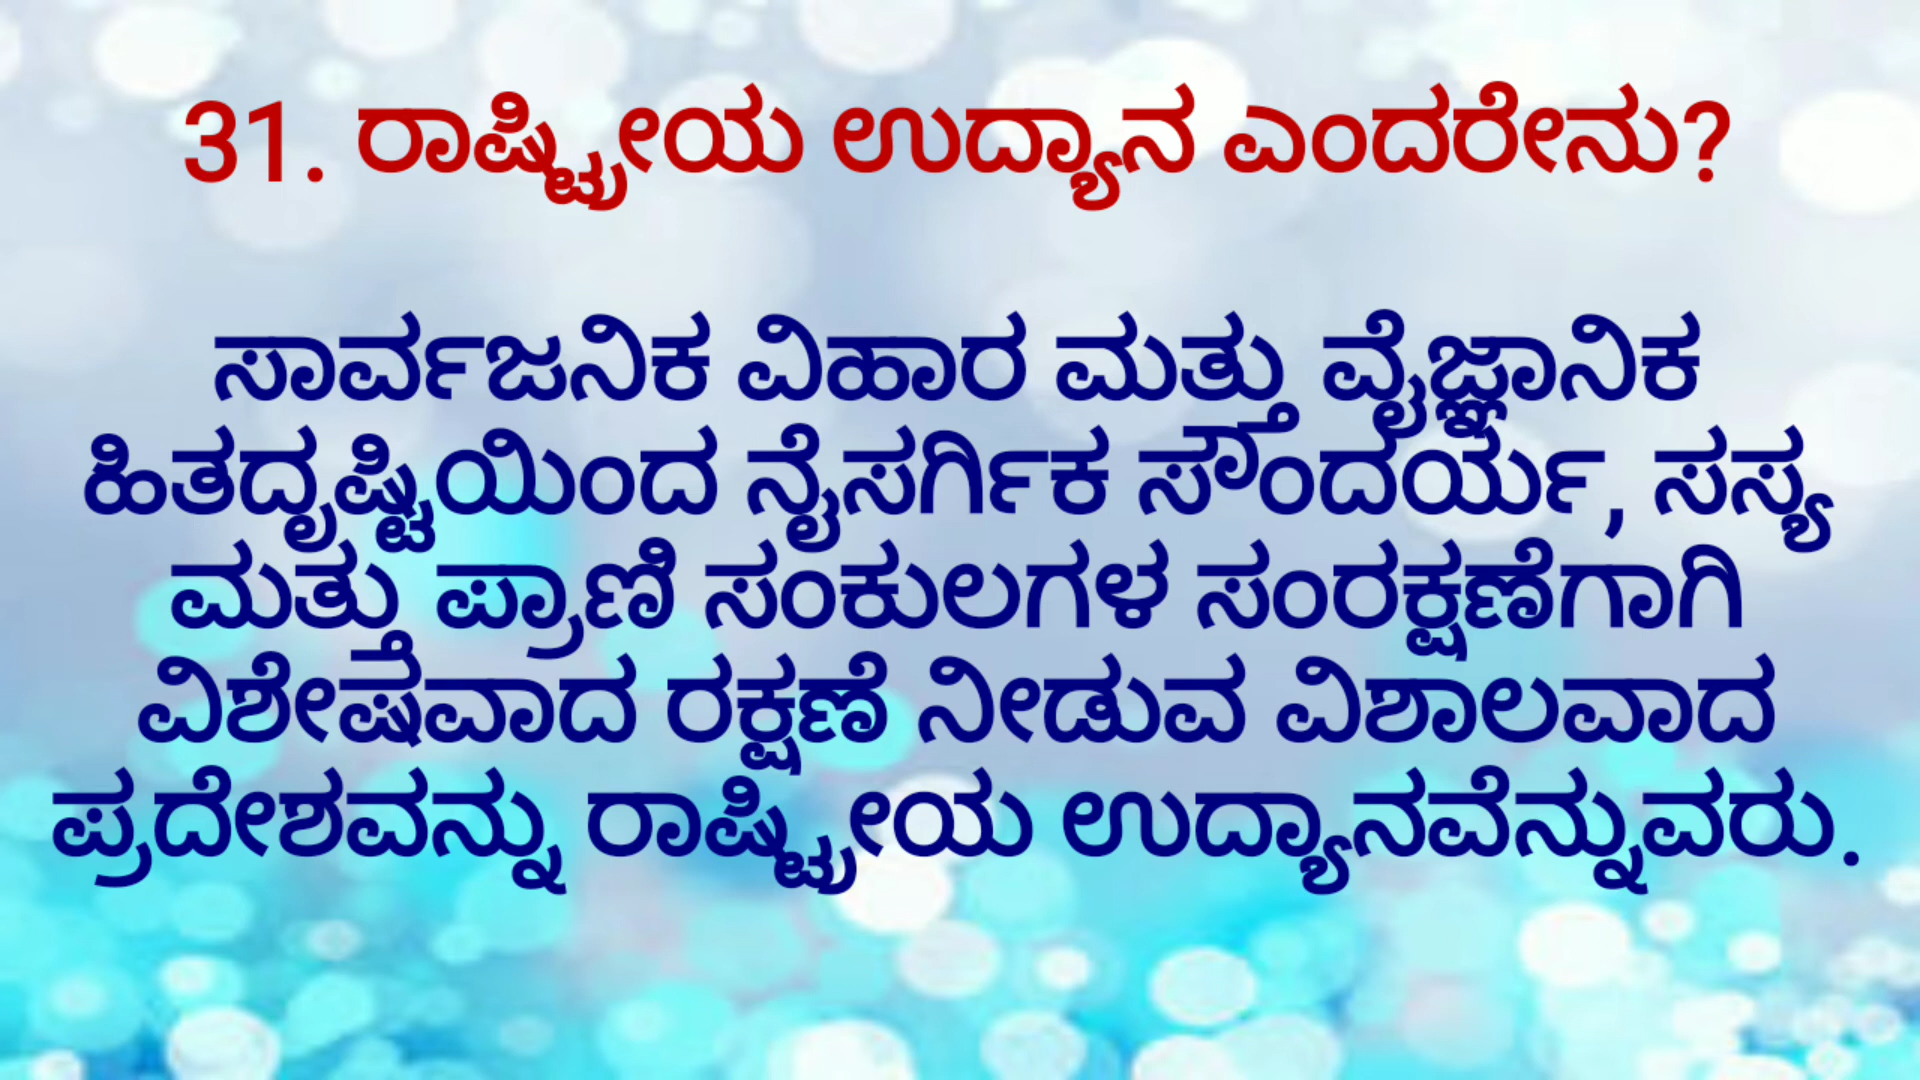 31. ರಾಷ್ಟ್ರೀಯ ಉದ್ಯಾನ ಎಂದರೇನು?
ಸಾರ್ವಜನಿಕ ವಿಹಾರ ಮತ್ತು ವೈಜ್ಞಾನಿಕ
ಹಿತದೃಷ್ಟಿಯಿಂದ ನೈಸರ್ಗಿಕ ಸೌಂದರ್ಯ, ಸಸ್ಯ
ಮತ್ತು ಪ್ರಾಣಿ ಸಂಕುಲಗಳ ಸಂರಕ್ಷಣೆಗಾಗಿ
ವಿಶೇಷವಾದ ರಕ್ಷಣೆ ನೀಡುವ ವಿಶಾಲವಾದ
ಪ್ರದೇಶವನ್ನು ರಾಷ್ಟ್ರೀಯ ಉದ್ಯಾನವೆನ್ನುವರು.